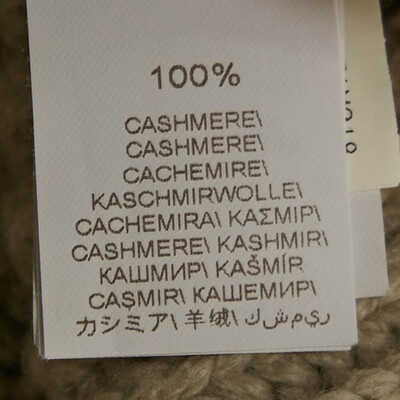 100%
CASHMERE\
CASHMERE\
CACHEMIRE\
KASCHMIRWOLLE\
CACHEMIRA\ ΚΑΣΜΙΡ\
CASHMERE\ KASHMIR\
КАШМИР\ KAŠMÍR
CAŞMIR\ КАШЕМИР\
カシミア\ 羊绒\ كشمير